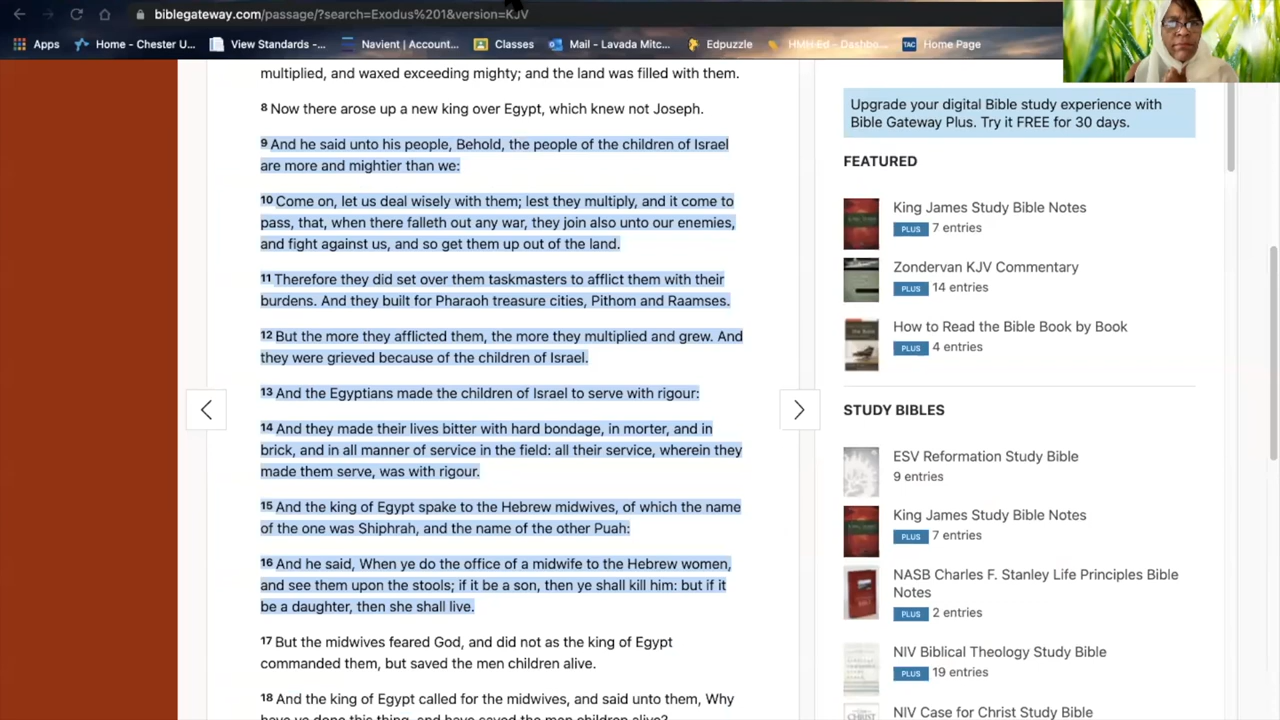 biblegateway.com/passage/?search=Exodus%201&version=KJV
Apps
Home - Chester U...
View Standards -...
Navient | Account...
Classes
Mail - Lavada Mitc...
Edpuzzle
HMH Ed - Dashbo...
TAC
Home Page
multiplied, and waxed exceeding mighty; and the land was filled with them.
8 Now there arose up a new king over Egypt, which knew not Joseph.
9 And he said unto his people, Behold, the people of the children of Israel
are more and mightier than we:
10 Come on, let us deal wisely with them; lest they multiply, and it come to
pass, that, when there falleth out any war, they join also unto our enemies,
and fight against us, and so get them up out of the land.
11 Therefore they did set over them taskmasters to afflict them with their
burdens. And they built for Pharaoh treasure cities, Pithom and Raamses.
12 But the more they afflicted them, the more they multiplied and grew. And
they were grieved because of the children of Israel.
13 And the Egyptians made the children of Israel to serve with rigour:
14 And they made their lives bitter with hard bondage, in morter, and in
brick, and in all manner of service in the field: all their service, wherein they
made them serve, was with rigour.
15 And the king of Egypt spake to the Hebrew midwives, of which the name
of the one was Shiphrah, and the name of the other Puah:
16 And he said, When ye do the office of a midwife to the Hebrew women,
and see them upon the stools; if it be a son, then ye shall kill him: but if it
be a daughter, then she shall live.
17 But the midwives feared God, and did not as the king of Egypt
commanded them, but saved the men children alive.
18 And the king of Egypt called for the midwives, and said unto them, Why
have ye done this thing, and have saved the men children alive?
Upgrade your digital Bible study experience with
Bible Gateway Plus. Try it FREE for 30 days.
FEATURED
King James Study Bible Notes
PLUS 7 entries
Zondervan KJV Commentary
PLUS 14 entries
How to Read the Bible Book by Book
PLUS 4 entries
STUDY BIBLES
ESV Reformation Study Bible
9 entries
King James Study Bible Notes
PLUS 7 entries
NASB Charles F. Stanley Life Principles Bible
Notes
PLUS 2 entries
NIV Biblical Theology Study Bible
PLUS 19 entries
CHRIST
NIV Case for Christ Study Bible